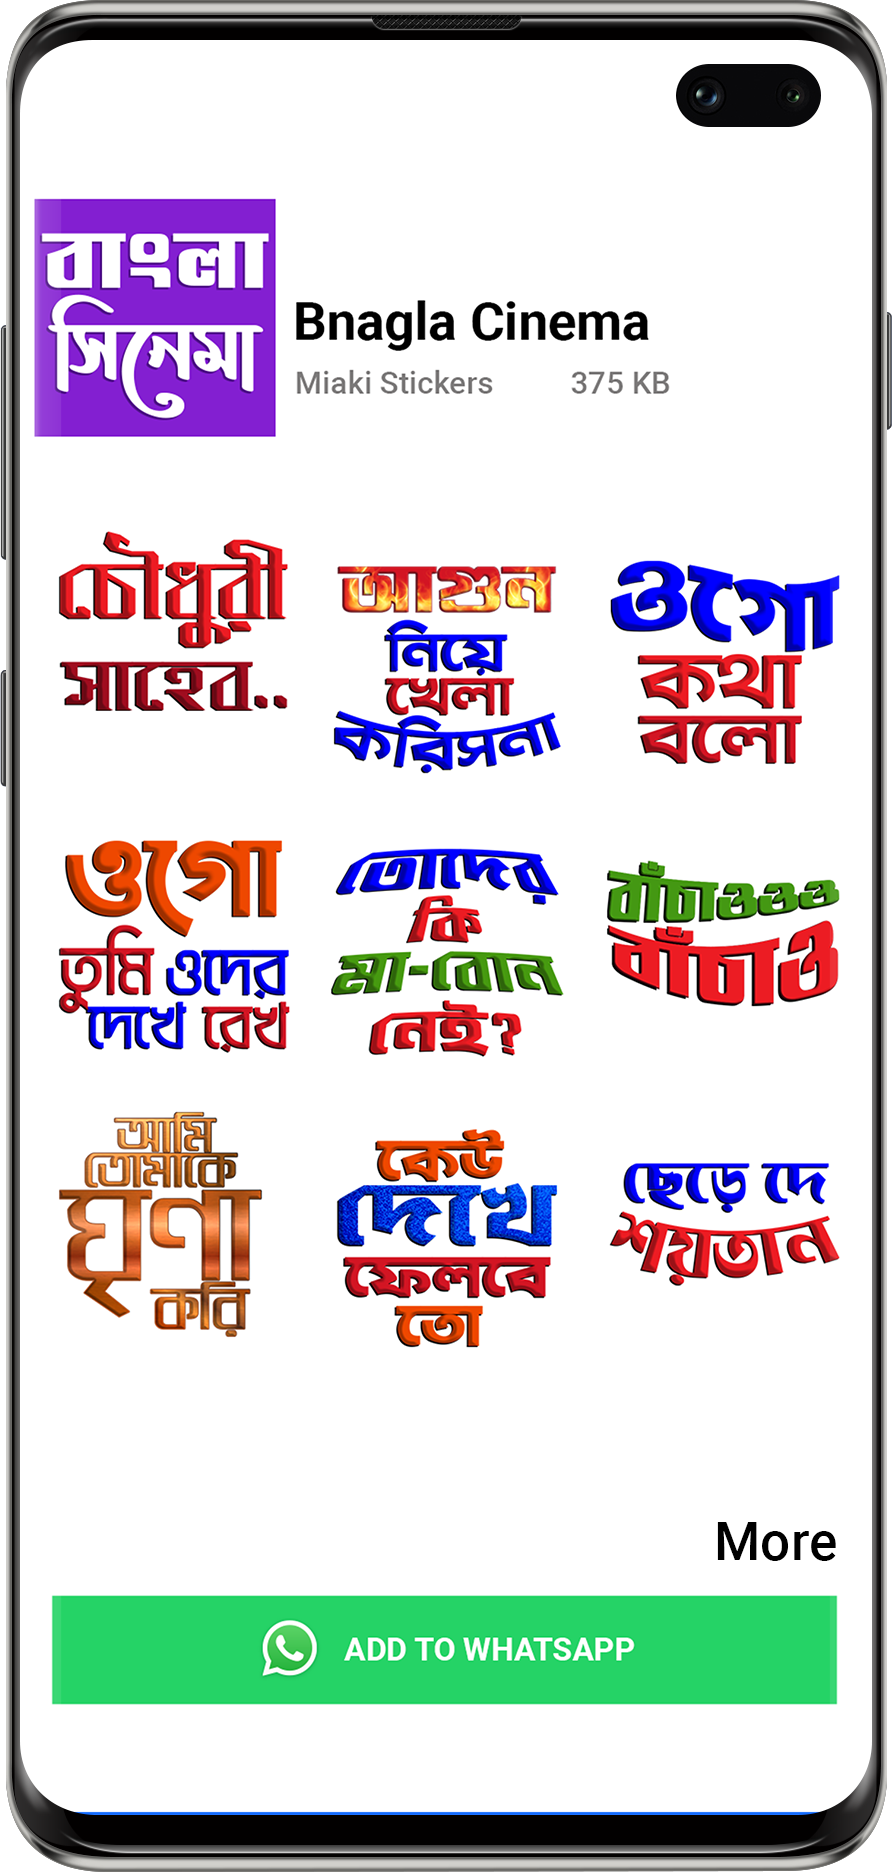 বাংলা
সিনেমা
Bnagla Cinema
Miaki Stickers 375 KB
চৌধুরী
সাহেব..
আগুন
নিয়ে
খেলা
করিসনা
ওগো
কথা
বলো
ওগো
তুমি ওদের
দেখে রেখ
তোদের
কি
মা-বোন
নেই?
বাঁচাওওও
বাঁচাও
আমি
তোমাকে
ঘৃণা
করি
কেউ
দেখে
ফেলবে
তো
ছেড়ে দে
শয়তান
More
ADD TO WHATSAPP